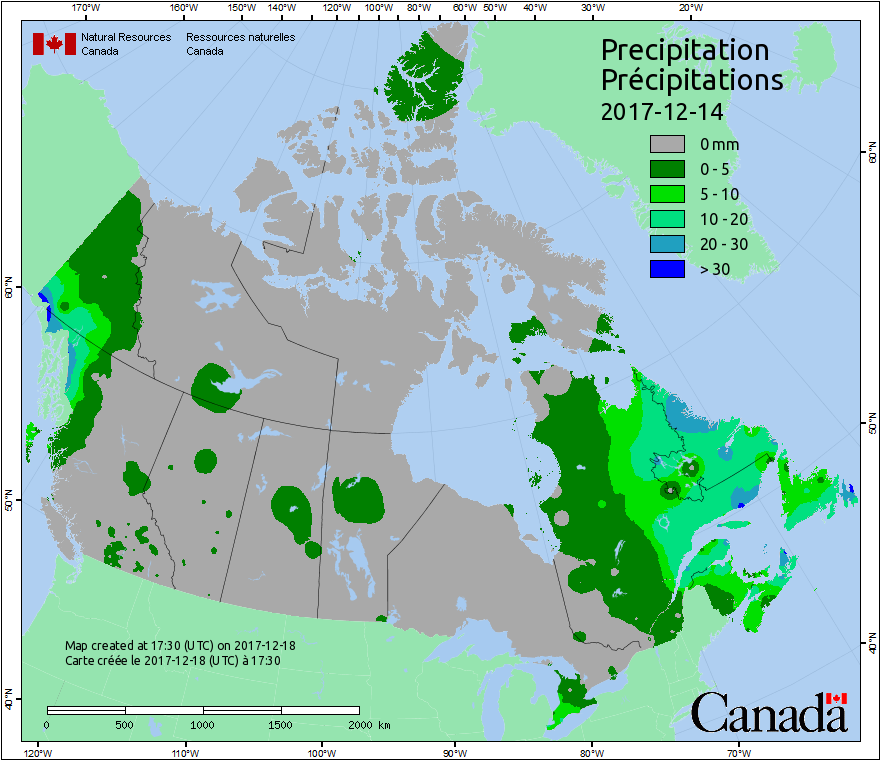 170°W 160°W 150°W 140°W 130°W 120°W 110°W 100°W 90°W 80°W 60°W 50°W 40°W 30°W 20°W
Natural Resources Ressources naturelles
Canada Canada
Precipitation
Précipitations
2017-12-14
0 mm
0 - 5
5 - 10
10 - 20
20 - 30
> 30
60°N
50°N
40°N
60°N
50°N
40°N
Map created at 17:30 (UTC) on 2017-12-18
Carte créée le 2017-12-18 (UTC) à 17:30
0 500 1000 1500 2000 km
Canada
120°W 110°W 100°W 90°W 80°W 70°W